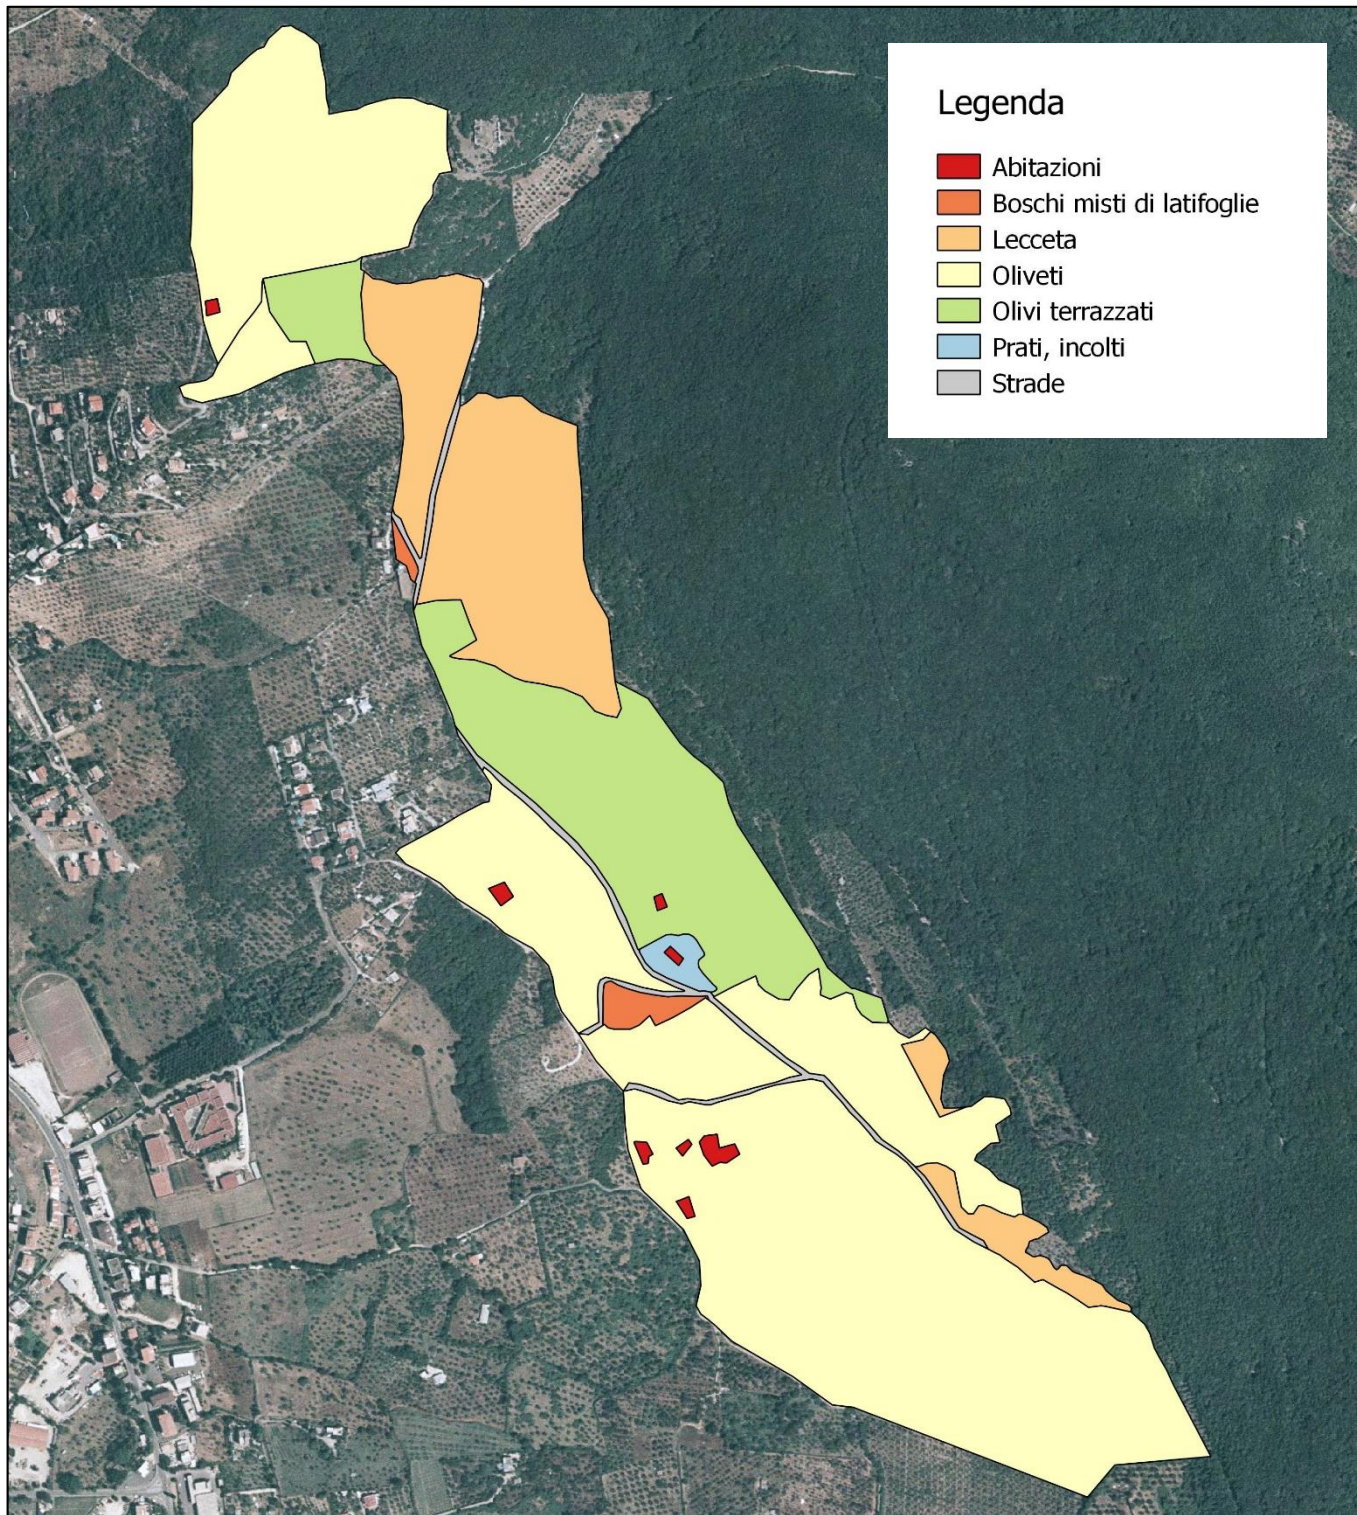 Legenda
Abitazioni
Boschi misti di latifoglie
Lecceta
Oliveti
Olivi terrazzati
Prati, incolti
Strade